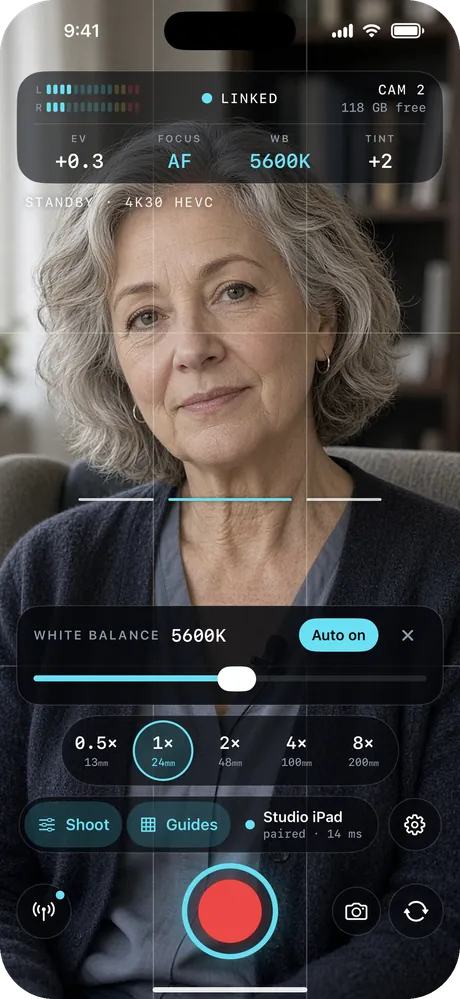 9:41
L
R
LINKED
CAM 2
118 GB free
EV FOCUS WB TINT
+0.3 AF 5600K +2
STANDBY · 4K30 HEVC
WHITE BALANCE 5600K Auto on
0.5× 1× 2× 4× 8×
13mm 24mm 48mm 100mm 200mm
Shoot Guides Studio iPad
paired · 14 ms